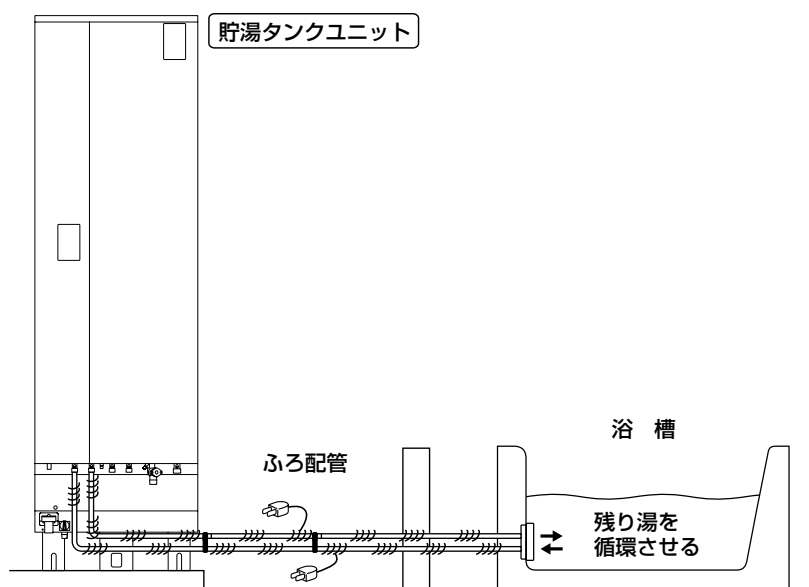 貯湯タンクユニット
浴 槽
ふろ配管
残り湯を
循環させる